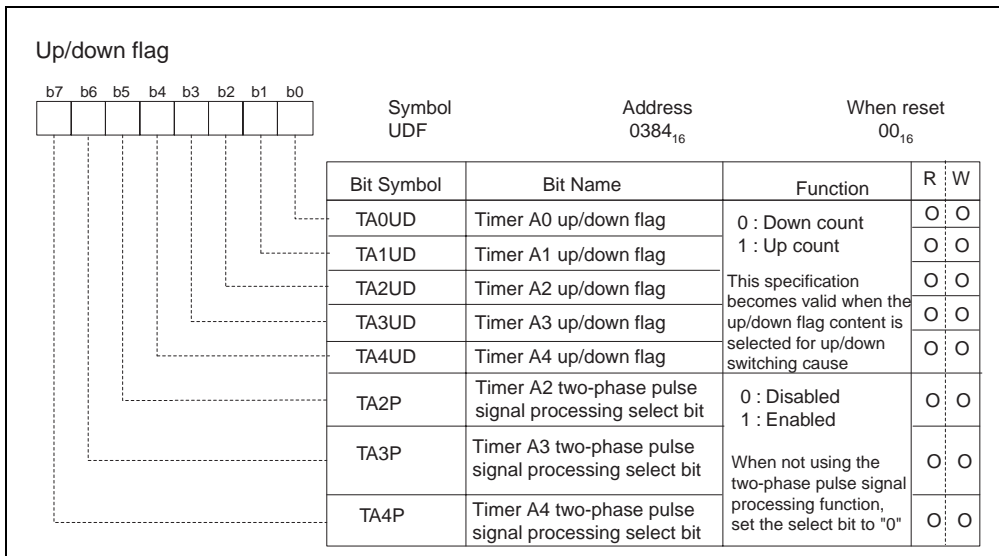 Up/down flag
b7 b6 b5 b4 b3 b2 b1 b0
Symbol Address When reset
UDF 0384₁₆ 00₁₆
Bit Symbol Bit Name Function R W
TA0UD Timer A0 up/down flag O O
TA1UD Timer A1 up/down flag O O
TA2UD Timer A2 up/down flag O O
TA3UD Timer A3 up/down flag O O
TA4UD Timer A4 up/down flag O O
0 : Down count
1 : Up count
This specification
becomes valid when the
up/down flag content is
selected for up/down
switching cause
TA2P Timer A2 two-phase pulse
signal processing select bit O O
TA3P Timer A3 two-phase pulse
signal processing select bit O O
TA4P Timer A4 two-phase pulse
signal processing select bit O O
0 : Disabled
1 : Enabled
When not using the
two-phase pulse signal
processing function,
set the select bit to "0"